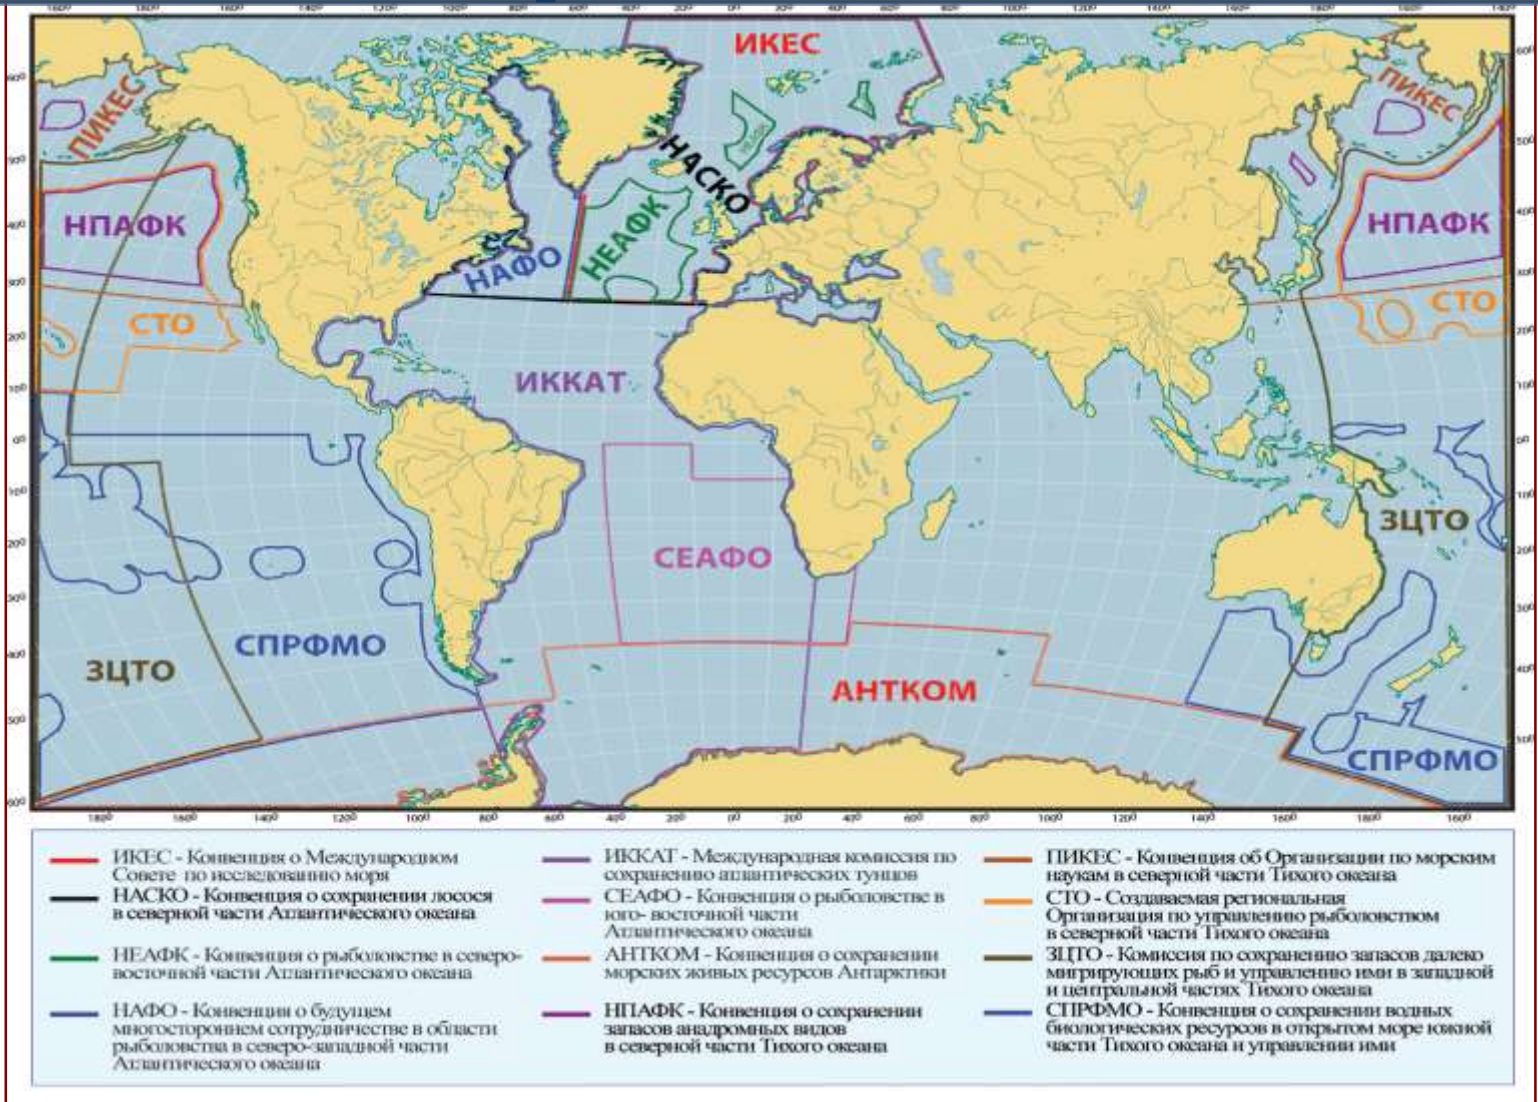 ИКЕС
ПИКЕС
ПИКЕС
НАСКО
НПАФК
НЕАФК
НПАФК
НАФО
СТО
СТО
ИККАТ
ЗЦТО
СЕАФО
СПРФМО
ЗЦТО
АНТКОМ
СПРФМО
ИКЕС - Конвенция о Международном
Совете по исследованию моря
НАСКО - Конвенция о сохранении лосося
в северной части Атлантического океана
НЕАФК - Конвенция о рыболовстве в северо-
восточной части Атлантического океана
НАФО - Конвенция о будущем
многостороннем сотрудничестве в области
рыболовства в северо-западной части
Атлантического океана
ИККАТ - Международная комиссия по
сохранению атлантических тунцов
СЕАФО - Конвенция о рыболовстве в
юго- восточной части
Атлантического океана
АНТКОМ - Конвенция о сохранении
морских живых ресурсов Антарктики
НПАФК - Конвенция о сохранении
запасов анадромных видов
в северной части Тихого океана
ПИКЕС - Конвенция об Организации по морским
наукам в северной части Тихого океана
СТО - Создаваемая региональная
Организация по управлению рыболовством
в северной части Тихого океана
ЗЦТО - Комиссия по сохранению запасов далеко
мигрирующих рыб и управлению ими в западной
и центральной частях Тихого океана
СПРФМО - Конвенция о сохранении водных
биологических ресурсов в открытом море южной
части Тихого океана и управлении ими